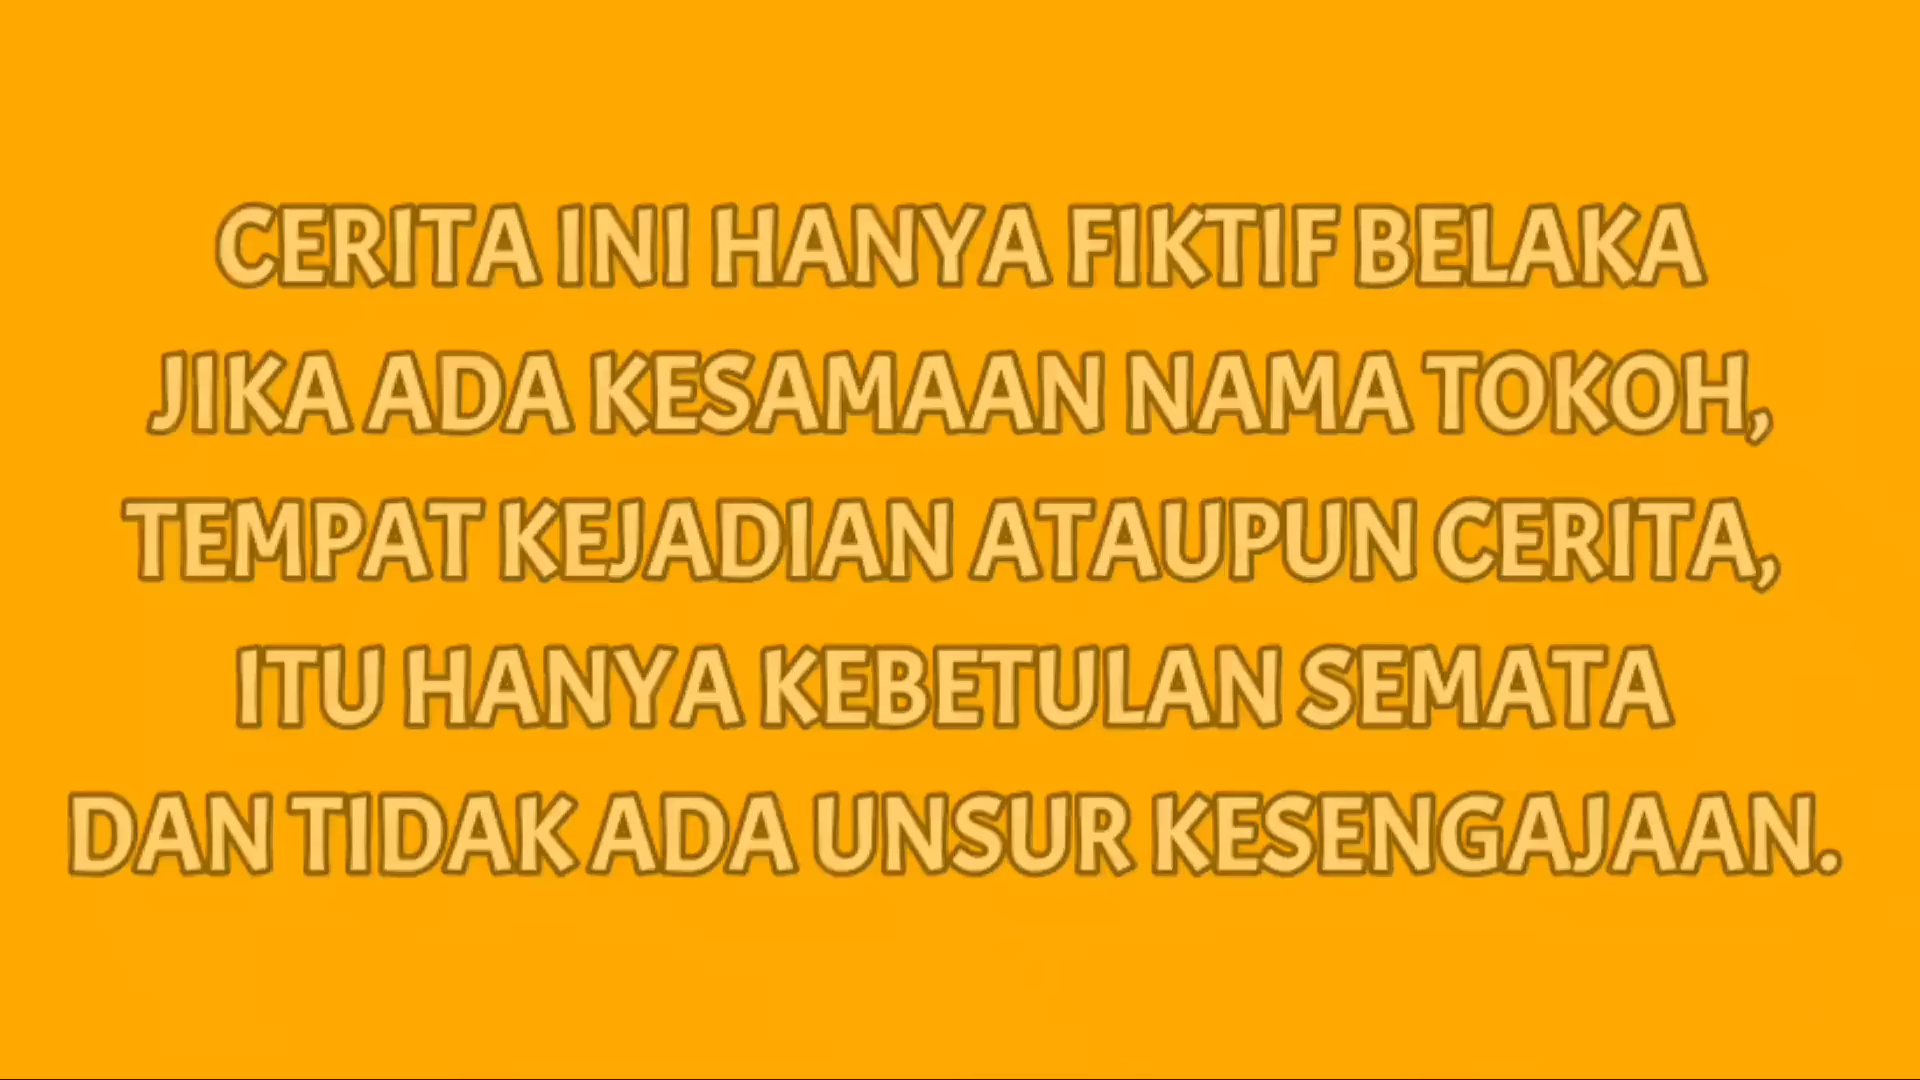 CERITA INI HANYA FIKTIF BELAKA
JIKA ADA KESAMAAN NAMA TOKOH,
TEMPAT KEJADIAN ATAUPUN CERITA,
ITU HANYA KEBETULAN SEMATA
DAN TIDAK ADA UNSUR KESENGAJAAN.